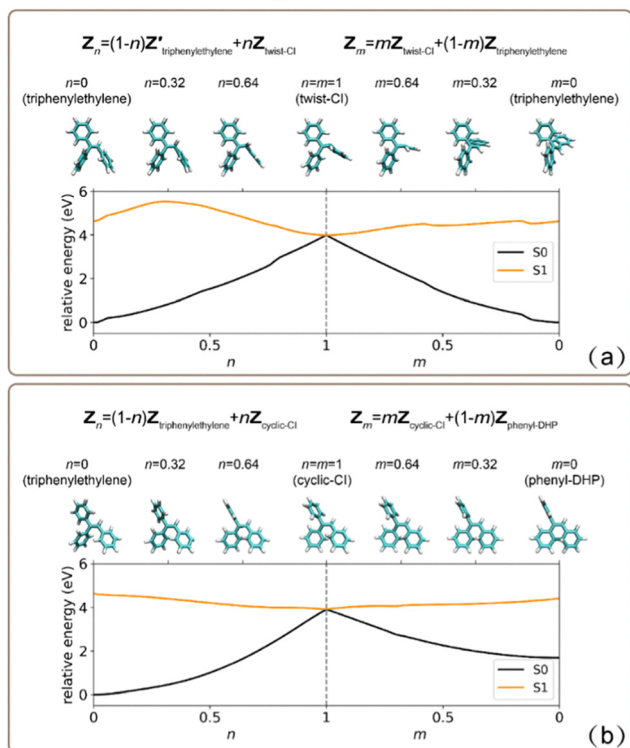 Zn=(1-n)Z'triphenylethylene+nZtwist-CI Zm=mZtwist-CI+(1-m)Ztriphenylethylene
n=0 n=0.32 n=0.64 n=m=1 m=0.64 m=0.32 m=0
(triphenylethylene) (twist-CI) (triphenylethylene)
6
4
2
0
relative energy (eV)
S0
S1
0 0.5 1 0.5 0
n m
(a)
Zn=(1-n)Ztriphenylethylene+nZcyclic-CI Zm=mZcyclic-CI+(1-m)Zphenyl-DHP
n=0 n=0.32 n=0.64 n=m=1 m=0.64 m=0.32 m=0
(triphenylethylene) (cyclic-CI) (phenyl-DHP)
6
4
2
0
relative energy (eV)
S0
S1
0 0.5 1 0.5 0
n m
(b)